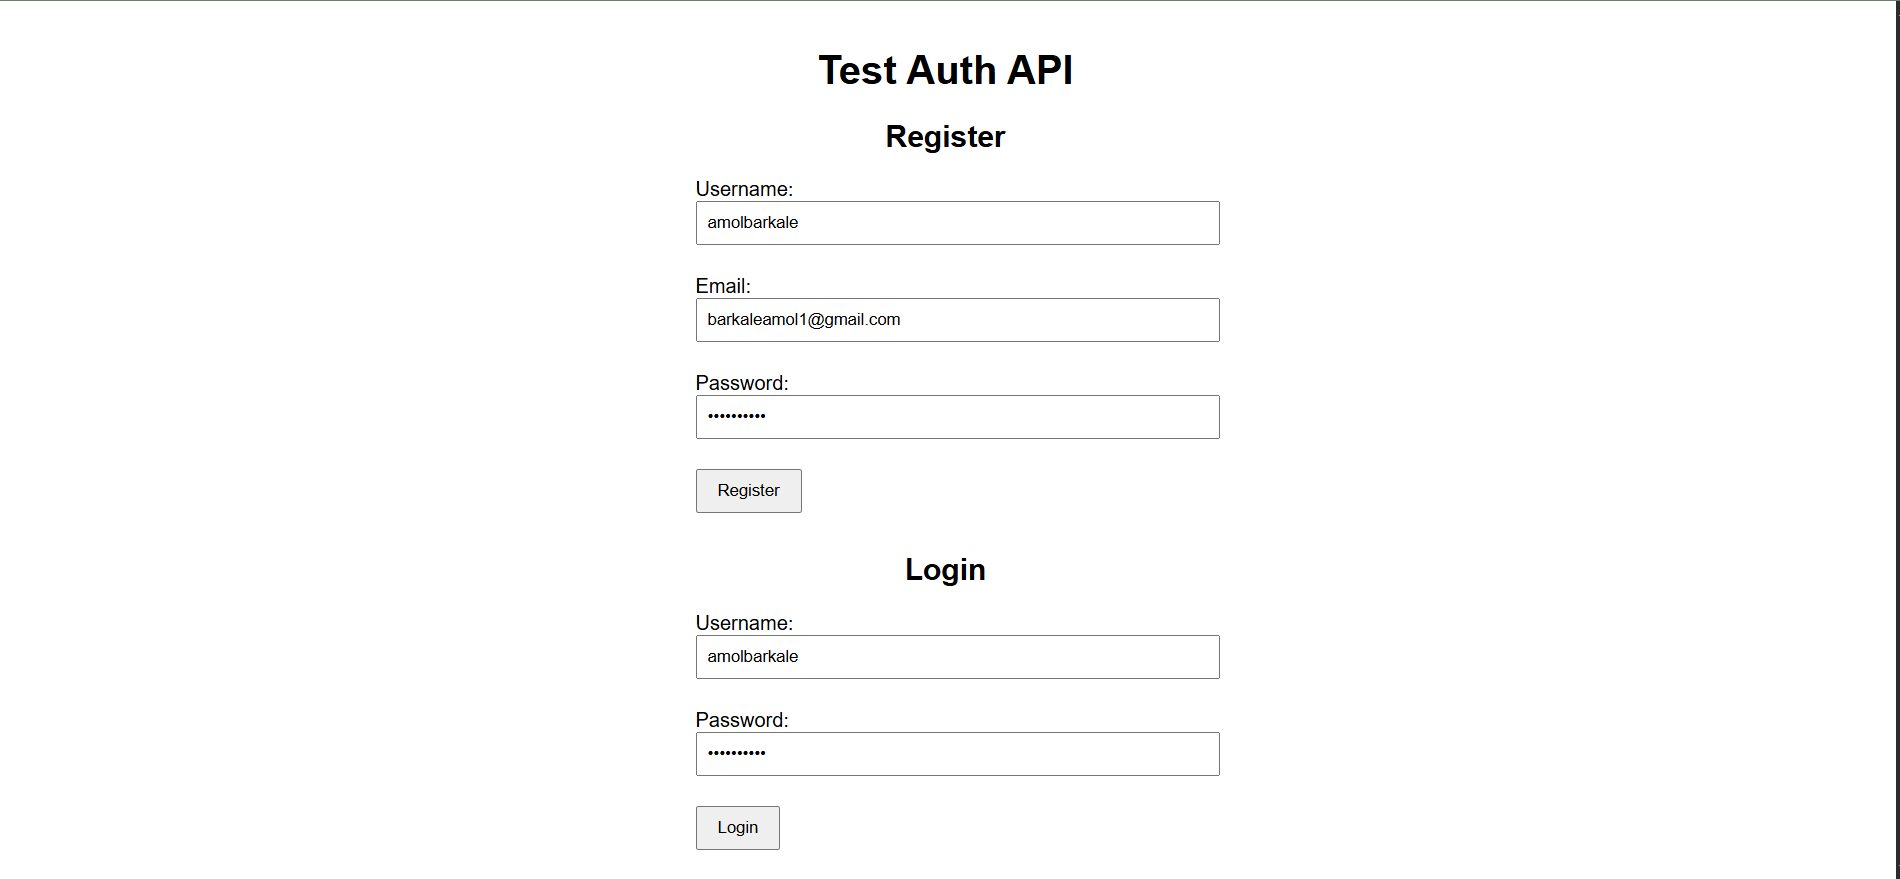 Test Auth API
Register
Username:
amolbarkale
Email:
barkaleamol1@gmail.com
Password:
••••••••••
Register
Login
Username:
amolbarkale
Password:
••••••••••
Login